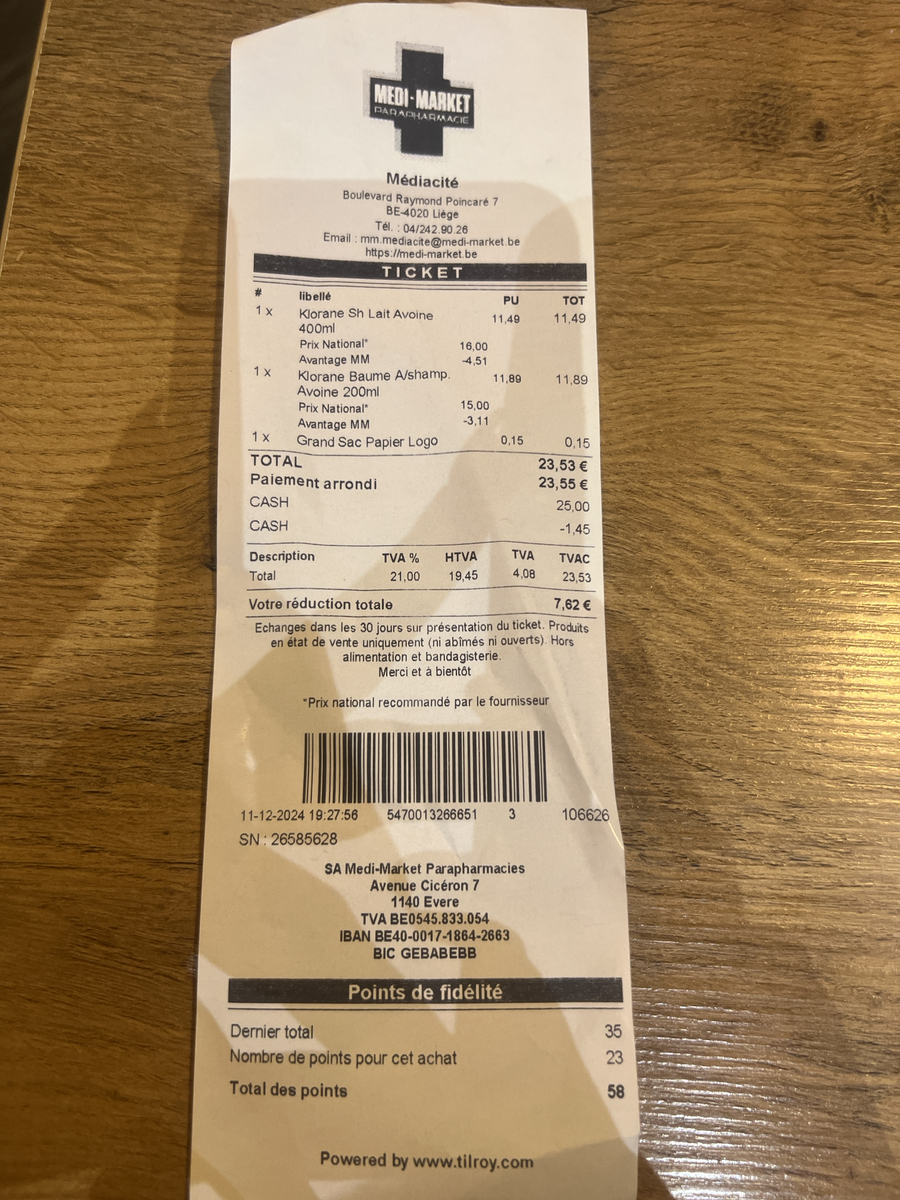 MEDI-MARKET
PARAPHARMACIE
Médiacité
Boulevard Raymond Poincaré 7
BE-4020 Liège
Tél. : 04/242.90.26
Email : mm.mediacite@medi-market.be
https://medi-market.be
TICKET
# libellé PU TOT
1 x Klorane Sh Lait Avoine 11,49 11,49
400ml
Prix National* 16,00
Avantage MM -4,51
1 x Klorane Baume A/shamp. 11,89 11,89
Avoine 200ml
Prix National* 15,00
Avantage MM -3,11
1 x Grand Sac Papier Logo 0,15 0,15
TOTAL 23,53 €
Paiement arrondi 23,55 €
CASH 25,00
CASH -1,45
Description TVA % HTVA TVA TVAC
Total 21,00 19,45 4,08 23,53
Votre réduction totale 7,62 €
Echanges dans les 30 jours sur présentation du ticket. Produits
en état de vente uniquement (ni abîmés ni ouverts). Hors
alimentation et bandagisterie.
Merci et à bientôt
*Prix national recommandé par le fournisseur
11-12-2024 19:27:56 5470013266651 3 106626
SN : 26585628
SA Medi-Market Parapharmacies
Avenue Cicéron 7
1140 Evere
TVA BE0545.833.054
IBAN BE40-0017-1864-2663
BIC GEBABEBB
Points de fidélité
Dernier total 35
Nombre de points pour cet achat 23
Total des points 58
Powered by www.tilroy.com